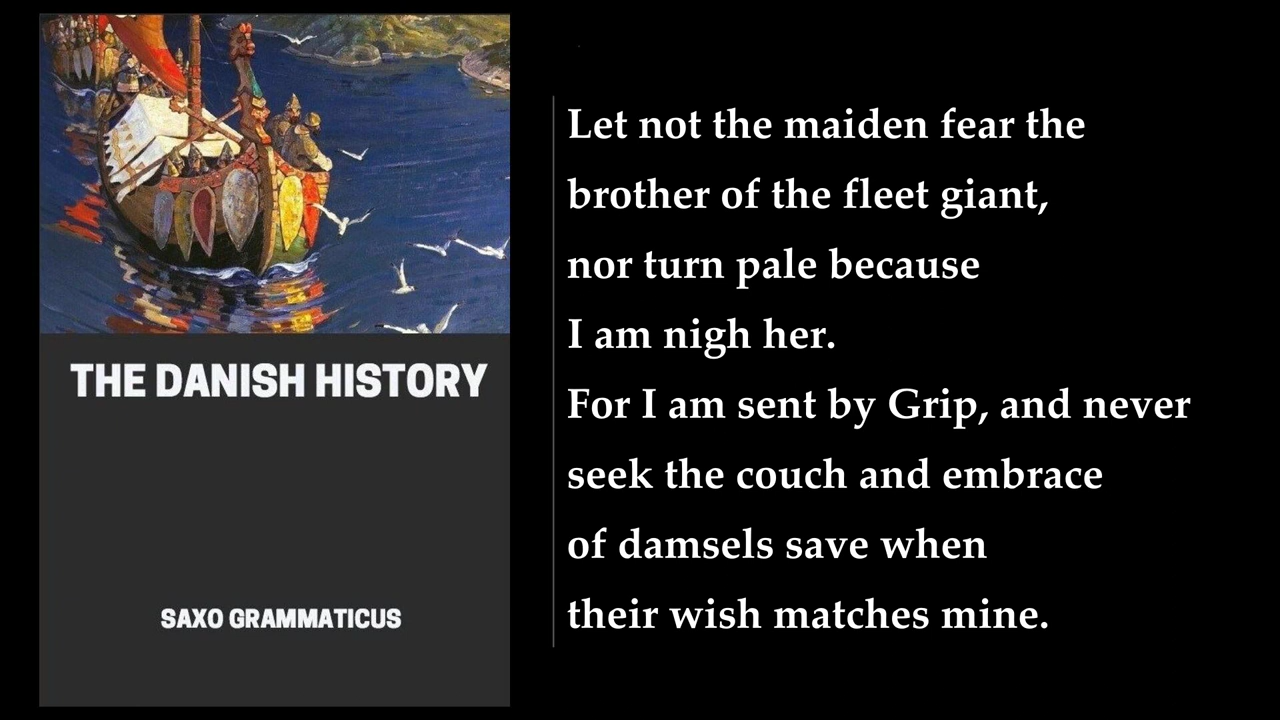 THE DANISH HISTORY
SAXO GRAMMATICUS
Let not the maiden fear the
brother of the fleet giant,
nor turn pale because
I am nigh her.
For I am sent by Grip, and never
seek the couch and embrace
of damsels save when
their wish matches mine.